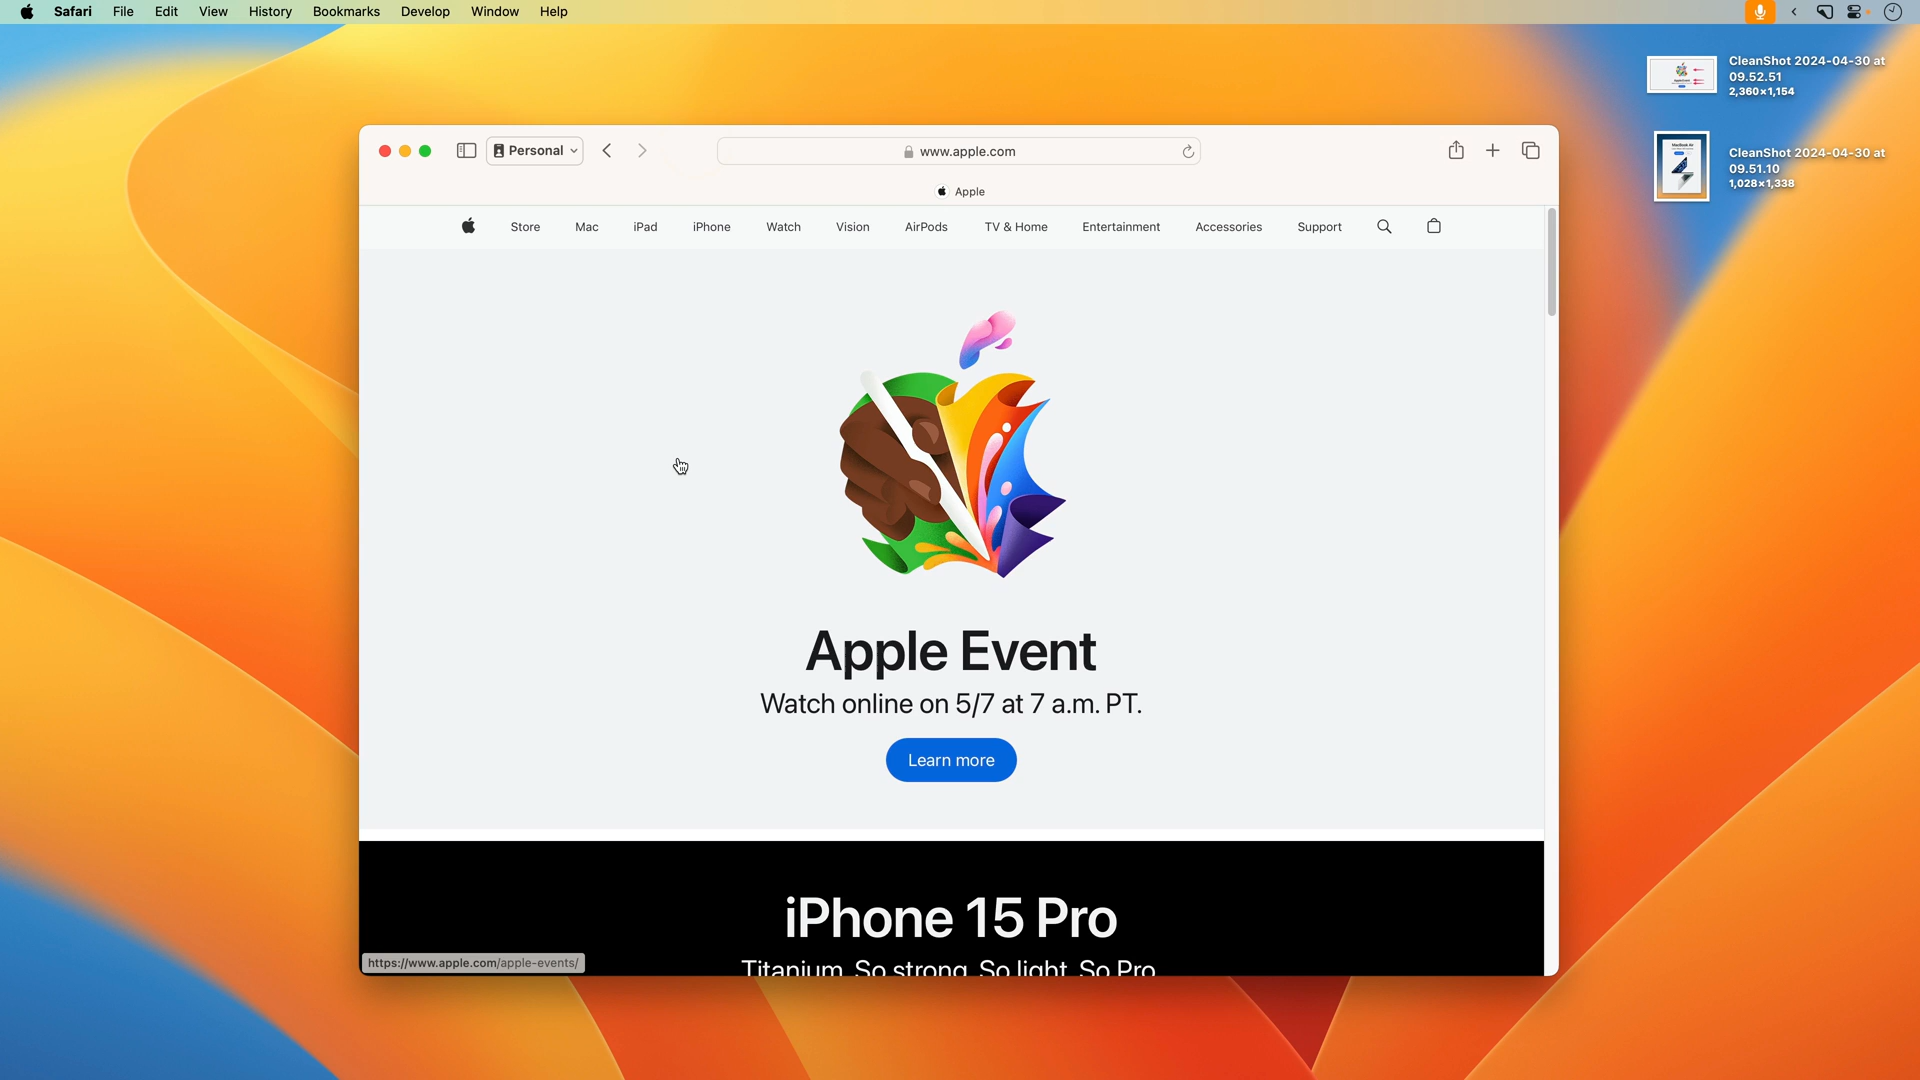 Safari File Edit View History Bookmarks Develop Window Help
CleanShot 2024-04-30 at
09.52.51
2,360×1,154
CleanShot 2024-04-30 at
09.51.10
1,028×1,338
Personal
www.apple.com
Apple
Store Mac iPad iPhone Watch Vision AirPods TV & Home Entertainment Accessories Support
Apple Event
Watch online on 5/7 at 7 a.m. PT.
Learn more
iPhone 15 Pro
Titanium. So strong. So light. So Pro.
https://www.apple.com/apple-events/